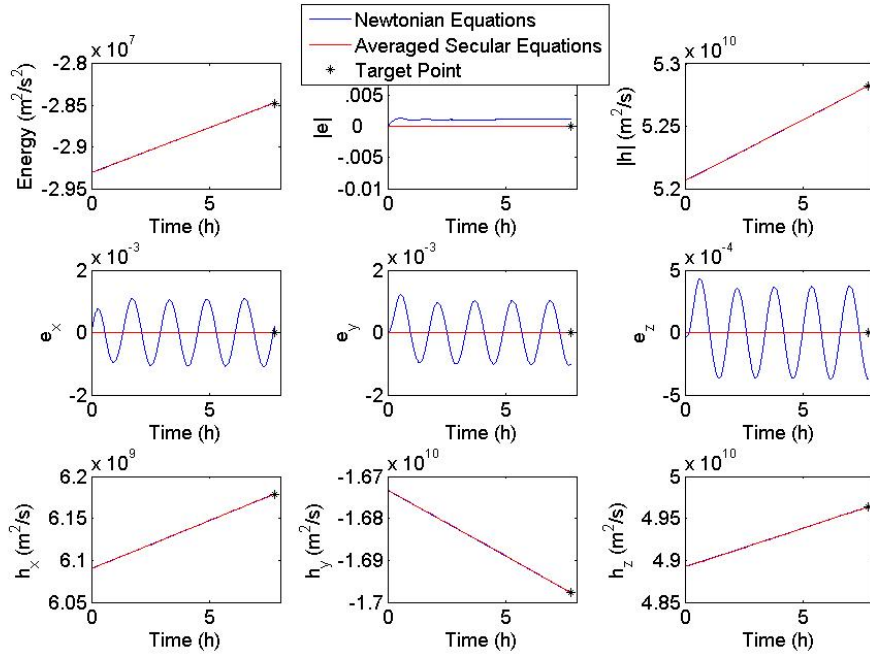 Newtonian Equations
Averaged Secular Equations
Target Point
x 10^7
-2.8
-2.85
-2.9
-2.95
Energy (m^2/s^2)
0 5
Time (h)
.005
0
-.005
-0.01
|e|
0 5
Time (h)
x 10^10
5.3
5.25
5.2
|h| (m^2/s)
0 5
Time (h)
x 10^-3
2
0
-2
e_x
0 5
Time (h)
x 10^-3
2
0
-2
e_y
0 5
Time (h)
x 10^-4
5
0
-5
e_z
0 5
Time (h)
x 10^9
6.2
6.15
6.1
6.05
h_x (m^2/s)
0 5
Time (h)
x 10^10
-1.67
-1.68
-1.69
-1.7
h_y (m^2/s)
0 5
Time (h)
x 10^10
5
4.95
4.9
4.85
h_z (m^2/s)
0 5
Time (h)